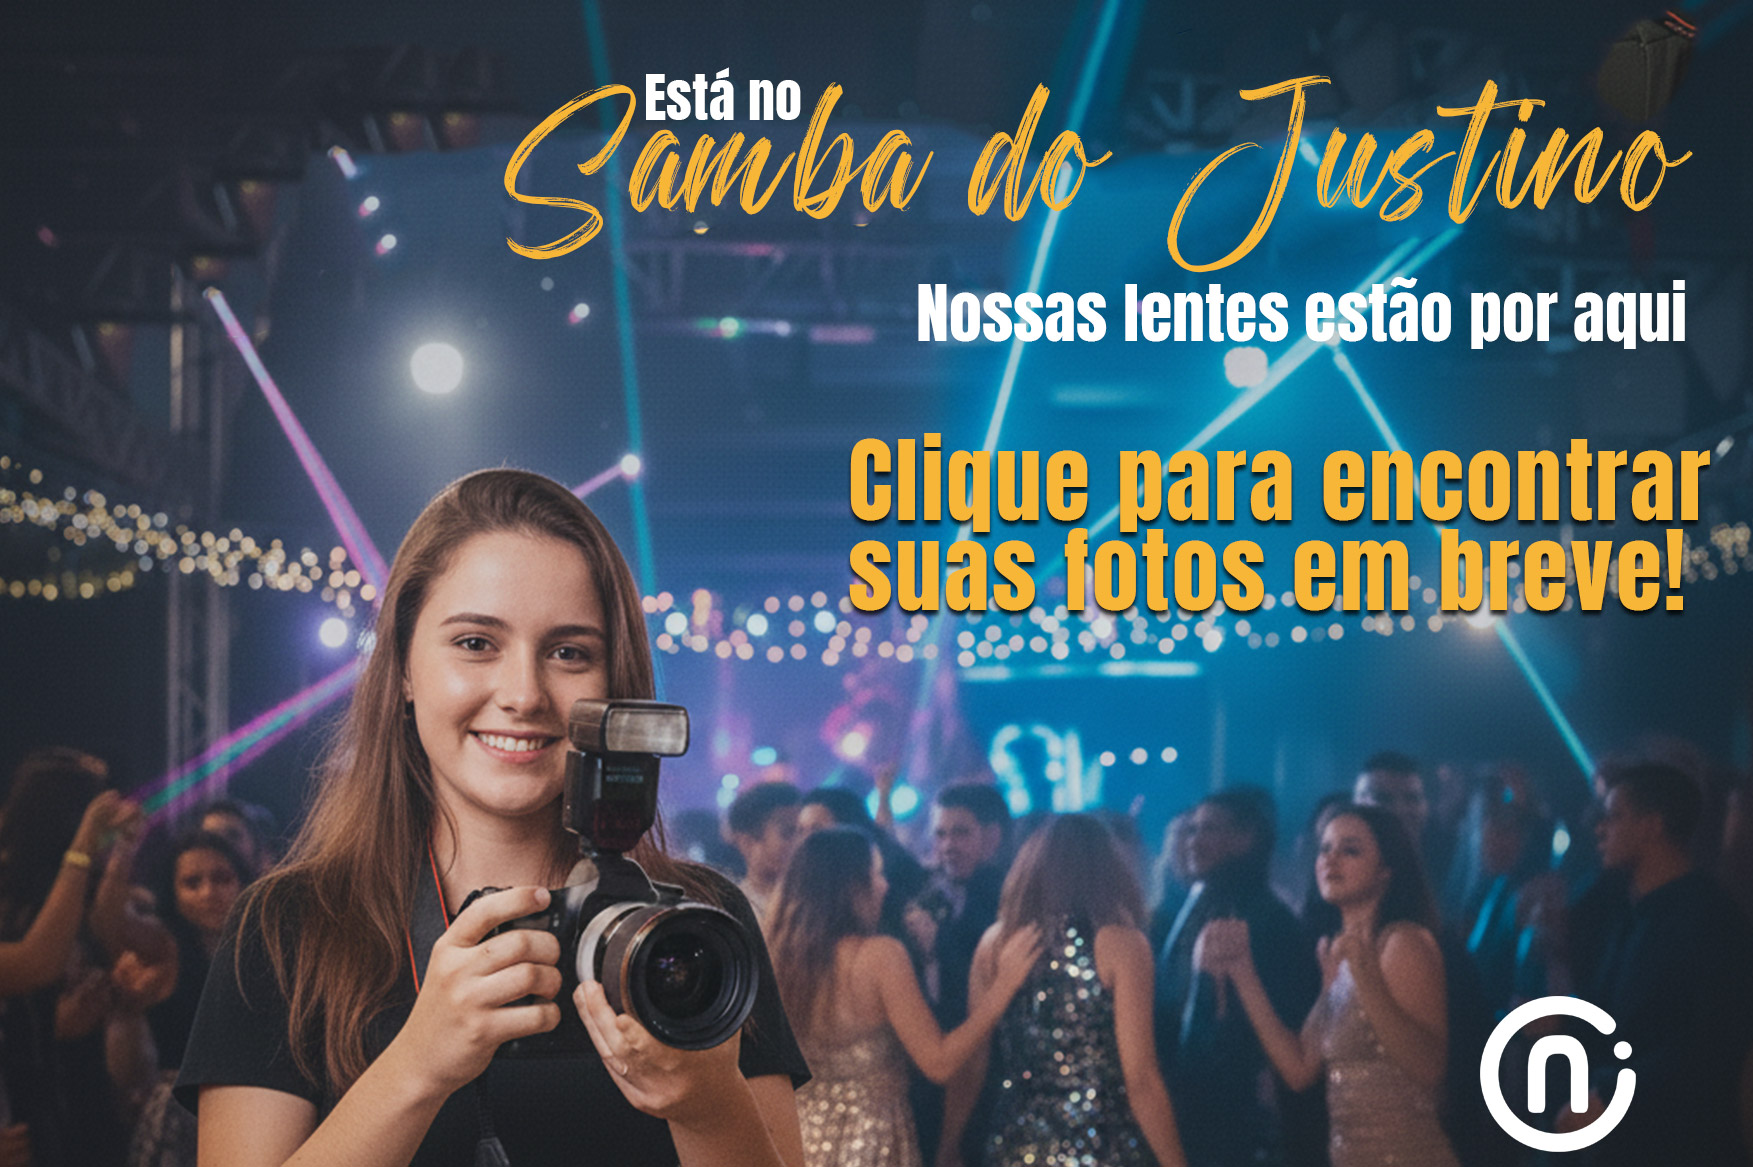 Está no
Samba do Justino
Nossas lentes estão por aqui
Clique para encontrar
suas fotos em breve!
n